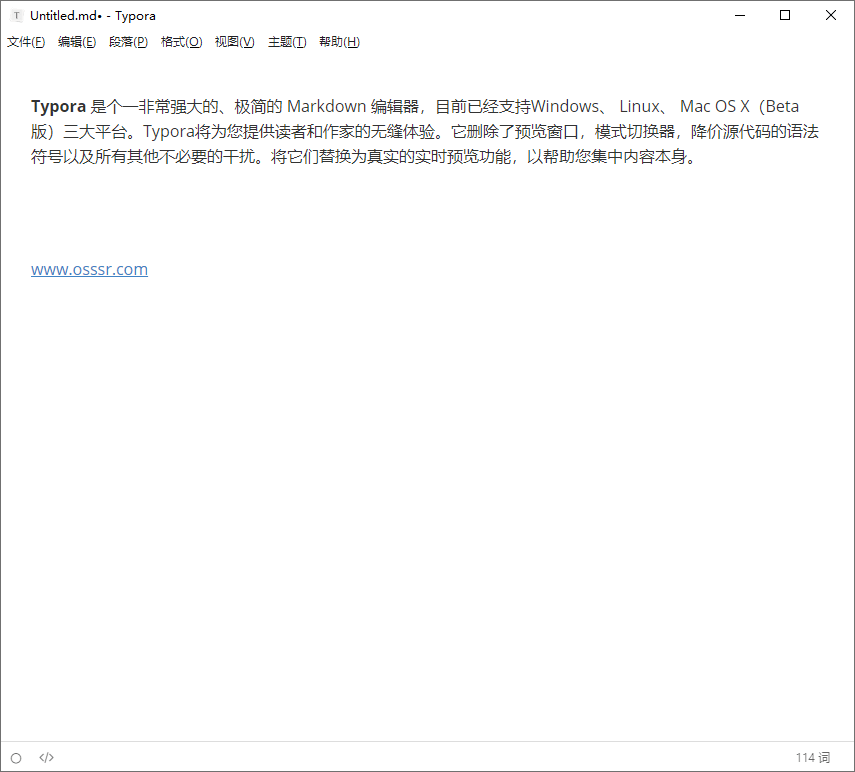 Untitled.md• - Typora
文件(F) 编辑(E) 段落(P) 格式(O) 视图(V) 主题(T) 帮助(H)
Typora 是个一非常强大的、极简的 Markdown 编辑器，目前已经支持Windows、 Linux、 Mac OS X（Beta
版）三大平台。Typora将为您提供读者和作家的无缝体验。它删除了预览窗口，模式切换器，降价源代码的语法
符号以及所有其他不必要的干扰。将它们替换为真实的实时预览功能，以帮助您集中内容本身。
www.osssr.com
114 词